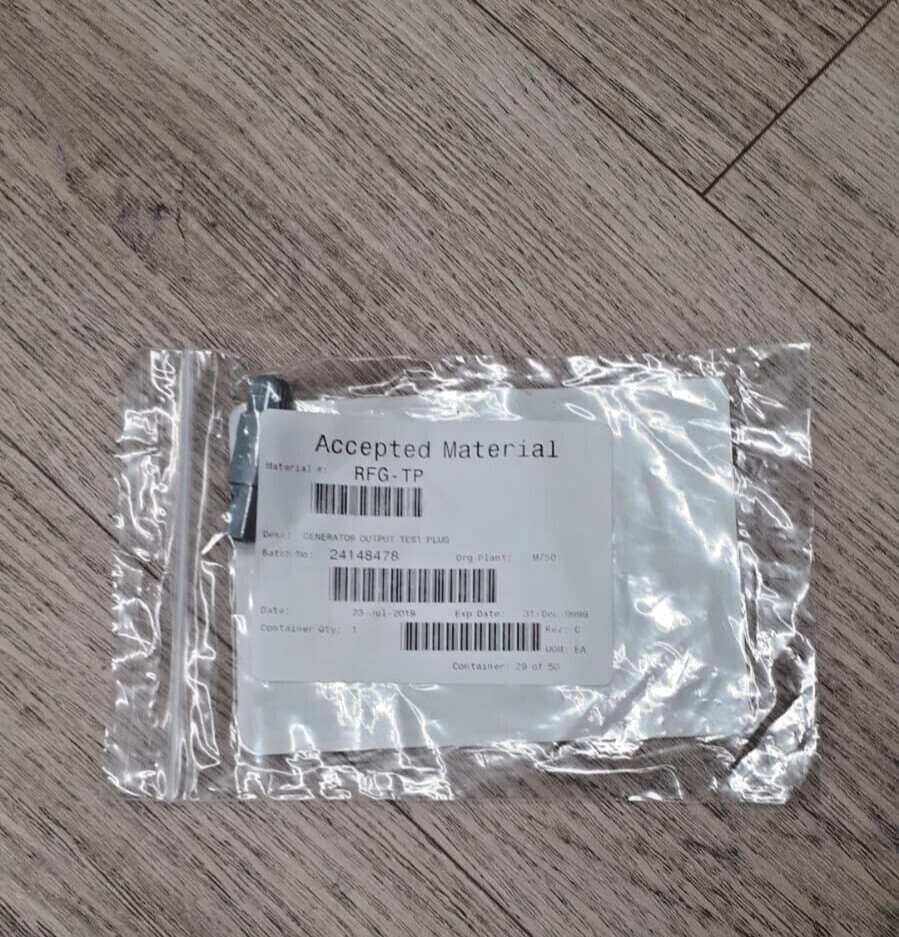 Accepted Material
Material #: RFG-TP
Desc: GENERATOR OUTPUT TEST PLUG
Batch No: 24148478 Org Plant:
Date: 23-Jul-2019 Exp Date: 31-Dec-9999
Container Qty: 1 Rev: C
UOM: EA
Container: 29 of 50